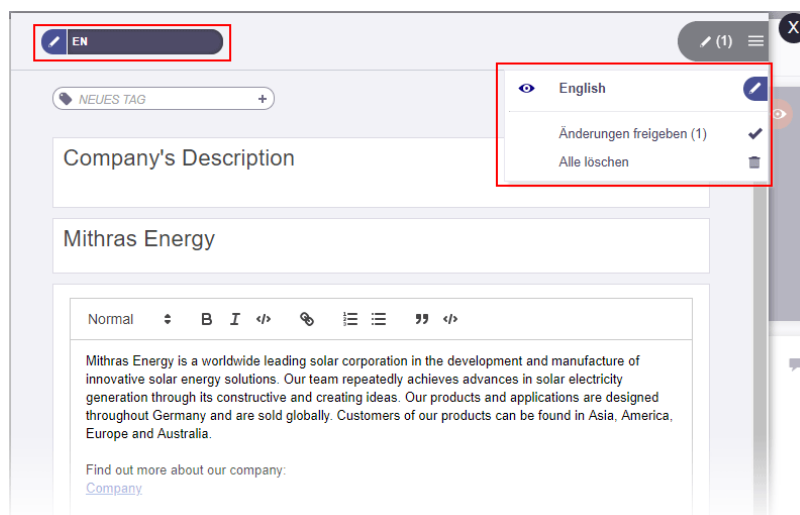 EN
(1)
X
NEUES TAG
+
English
Änderungen freigeben (1)
Alle löschen
Company's Description
Mithras Energy
Normal B I </> </>
Mithras Energy is a worldwide leading solar corporation in the development and manufacture of
innovative solar energy solutions. Our team repeatedly achieves advances in solar electricity
generation through its constructive and creating ideas. Our products and applications are designed
throughout Germany and are sold globally. Customers of our products can be found in Asia, America,
Europe and Australia.
Find out more about our company:
Company